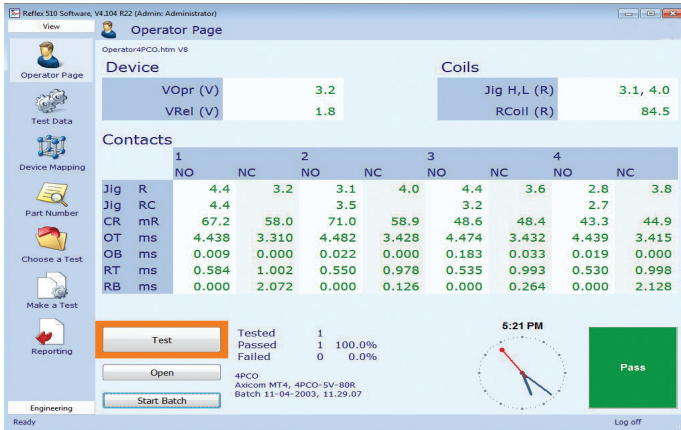 Reflex 510 Software, V4.104 R22 (Admin: Administrator)
View
Operator Page
Operator Page
Test Data
Device Mapping
Part Number
Choose a Test
Make a Test
Reporting
Engineering
Operator4PCO.htm V8
Device
VOpr (V) 3.2
VRel (V) 1.8
Coils
Jig H,L (R) 3.1, 4.0
RCoil (R) 84.5
Contacts
1 2 3 4
NO NC NO NC NO NC NO NC
Jig R 4.4 3.2 3.1 4.0 4.4 3.6 2.8 3.8
Jig RC 4.4 3.5 3.2 2.7
CR mR 67.2 58.0 71.0 58.9 48.6 48.4 43.3 44.9
OT ms 4.438 3.310 4.482 3.428 4.474 3.432 4.439 3.415
OB ms 0.009 0.000 0.022 0.000 0.183 0.033 0.019 0.000
RT ms 0.584 1.002 0.550 0.978 0.535 0.993 0.530 0.998
RB ms 0.000 2.072 0.000 0.126 0.000 0.264 0.000 2.128
Test
Open
Start Batch
Tested 1
Passed 1 100.0%
Failed 0 0.0%
4PCO
Axicom MT4, 4PCO-5V-80R
Batch 11-04-2003, 11.29.07
5:21 PM
Pass
Ready
Log off